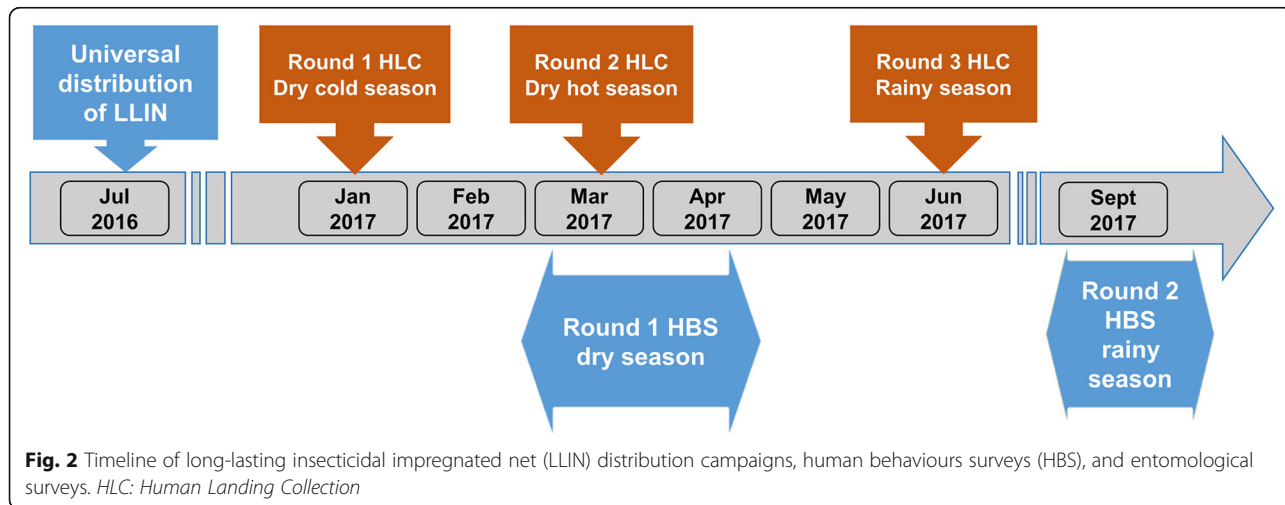 Universal
distribution
of LLIN
Round 1 HLC
Dry cold season
Round 2 HLC
Dry hot season
Round 3 HLC
Rainy season
Jul
2016
Jan
2017
Feb
2017
Mar
2017
Apr
2017
May
2017
Jun
2017
Sept
2017
Round 1 HBS
dry season
Round 2
HBS
rainy
season
Fig. 2 Timeline of long-lasting insecticidal impregnated net (LLIN) distribution campaigns, human behaviours surveys (HBS), and entomological
surveys. HLC: Human Landing Collection